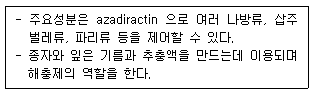 - 주요성분은 azadiractin 으로 여러 나방류, 삽주
벌레류, 파리류 등을 제어할 수 있다.
- 종자와 잎은 기름과 추출액을 만드는데 이용되며
해충제의 역할을 한다.